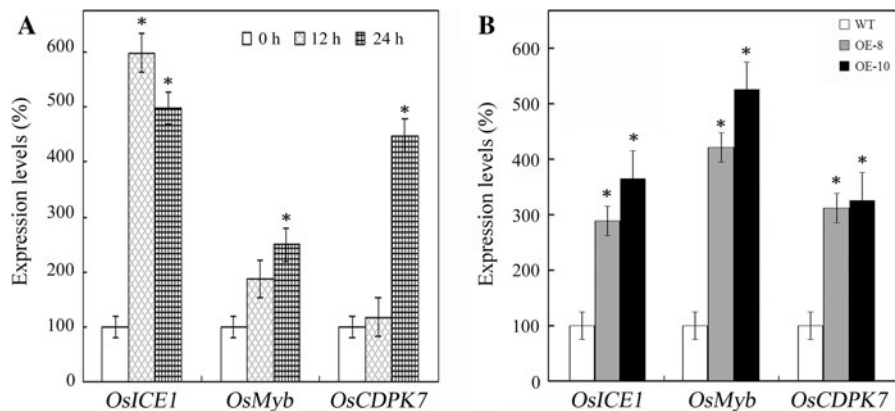 A
0 h 12 h 24 h
Expression levels (%)
600
500
400
300
200
100
0
* * * *
OsICE1 OsMyb OsCDPK7
B
WT
OE-8
OE-10
Expression levels (%)
600
500
400
300
200
100
0
* * * * * *
OsICE1 OsMyb OsCDPK7